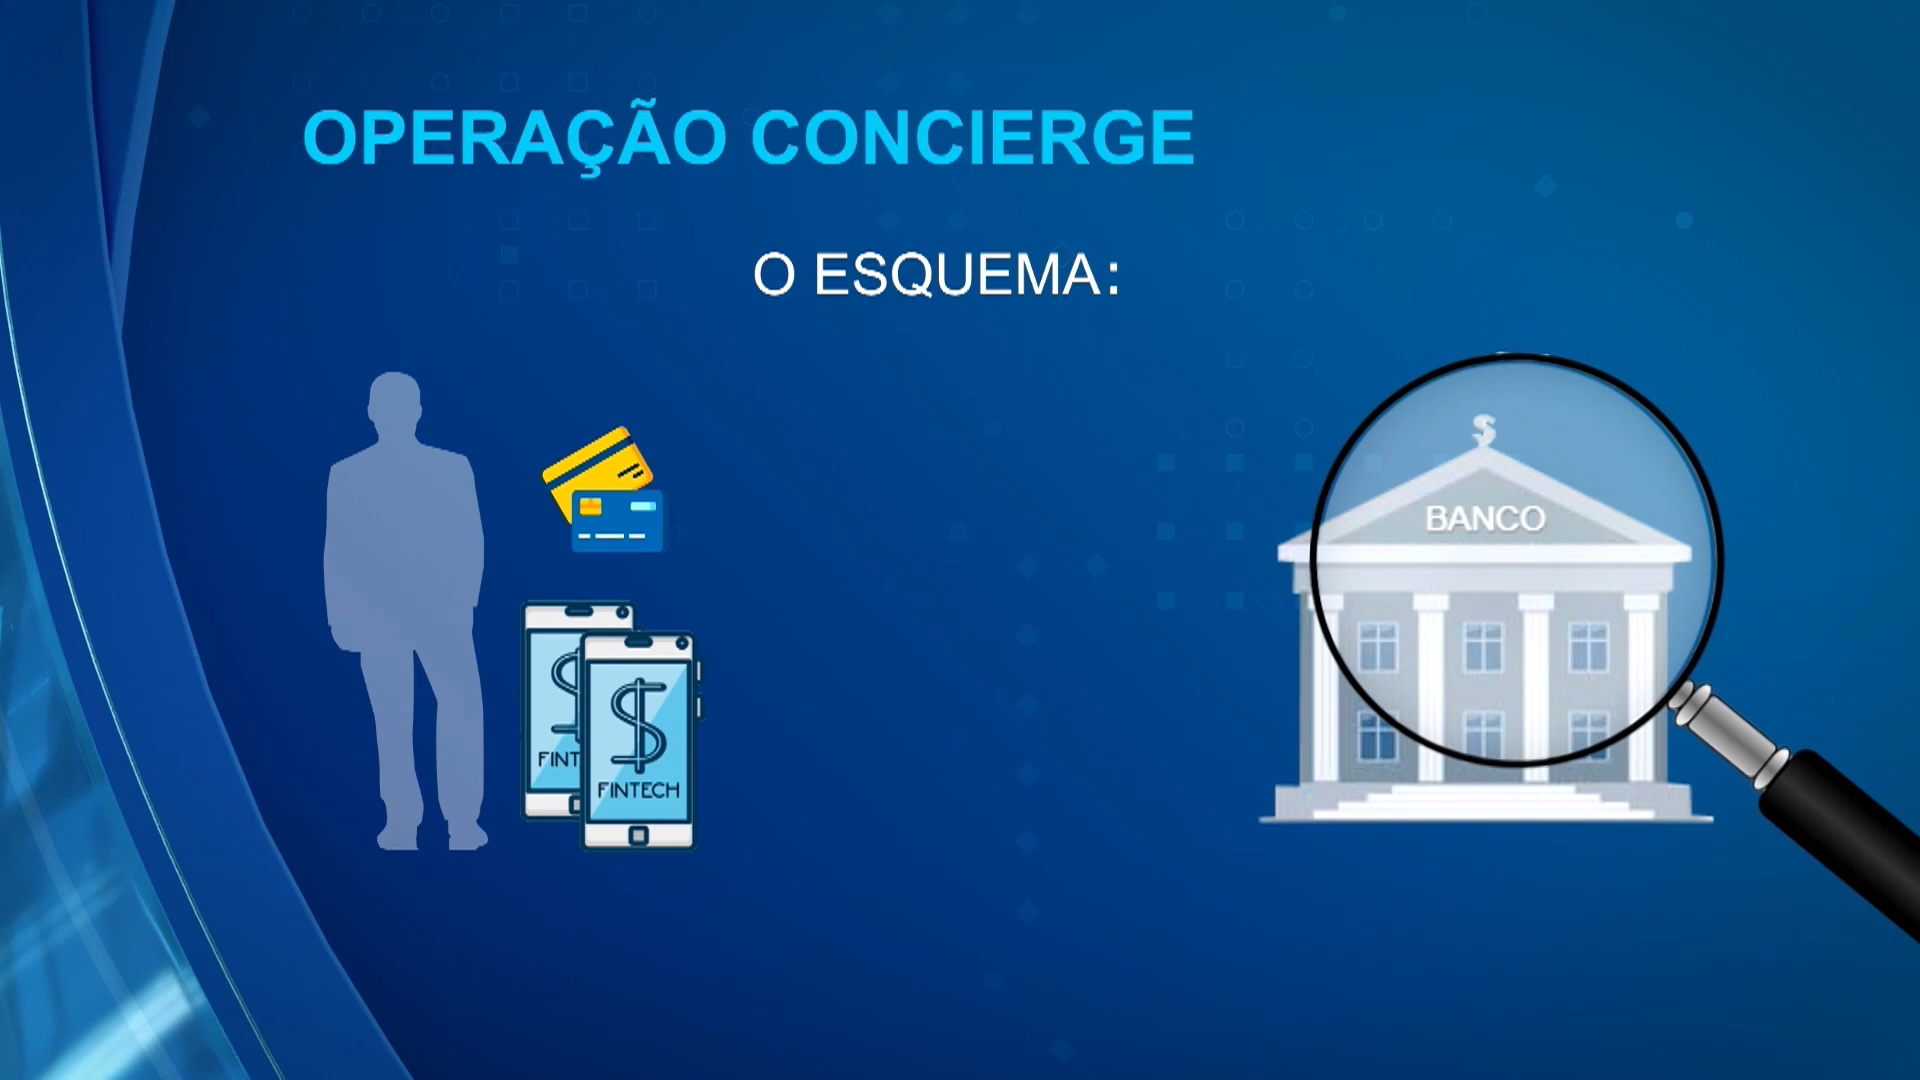 OPERAÇÃO CONCIERGE
O ESQUEMA:
BANCO
FINT
FINTECH